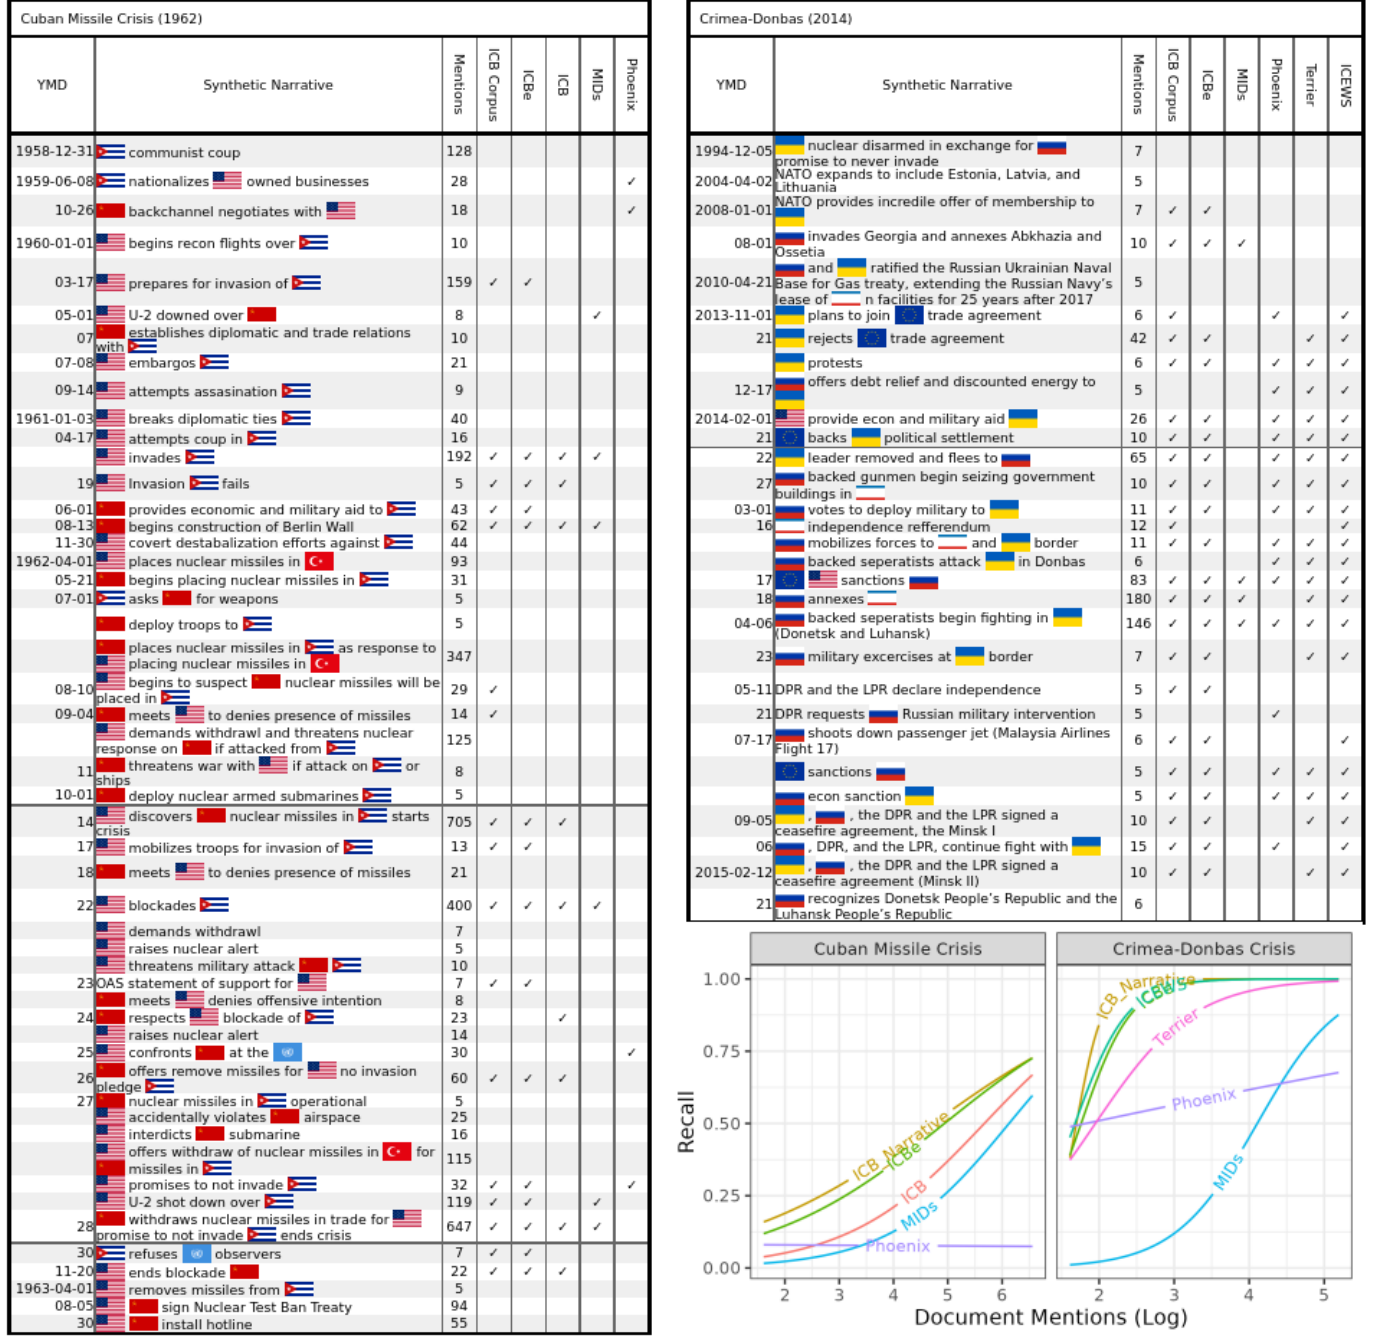 Cuban Missile Crisis (1962)
YMD Synthetic Narrative Mentions ICB Corpus ICBe ICB MIDs Phoenix
1958-12-31 communist coup 128
1959-06-08 nationalizes owned businesses 28 ✓
10-26 backchannel negotiates with 18 ✓
1960-01-01 begins recon flights over 10
03-17 prepares for invasion of 159 ✓ ✓
05-01 U-2 downed over 8 ✓
07 establishes diplomatic and trade relations
with 10
07-08 embargos 21
09-14 attempts assasination 9
1961-01-03 breaks diplomatic ties 40
04-17 attempts coup in 16
invades 192 ✓ ✓ ✓ ✓
19 Invasion fails 5 ✓ ✓ ✓
06-01 provides economic and military aid to 43 ✓ ✓
08-13 begins construction of Berlin Wall 62 ✓ ✓ ✓ ✓
11-30 covert destabalization efforts against 44
1962-04-01 places nuclear missiles in 93
05-21 begins placing nuclear missiles in 31
07-01 asks for weapons 5
deploy troops to 5
places nuclear missiles in as response to
placing nuclear missiles in 347
08-10 begins to suspect nuclear missiles will be
placed in 29 ✓
09-04 meets to denies presence of missiles 14 ✓
demands withdrawl and threatens nuclear
response on if attacked from 125
11 threatens war with if attack on or
ships 8
10-01 deploy nuclear armed submarines 5
14 discovers nuclear missiles in starts
crisis 705 ✓ ✓ ✓
17 mobilizes troops for invasion of 13 ✓ ✓
18 meets to denies presence of missiles 21
22 blockades 400 ✓ ✓ ✓ ✓
demands withdrawl 7
raises nuclear alert 5
threatens military attack 10
23 OAS statement of support for 7 ✓ ✓
meets denies offensive intention 8
24 respects blockade of 23 ✓
raises nuclear alert 14
25 confronts at the 30 ✓
26 offers remove missiles for no invasion
pledge 60 ✓ ✓ ✓
27 nuclear missiles in operational 5
accidentally violates airspace 25
interdicts submarine 16
offers withdraw of nuclear missiles in for
missiles in 115
promises to not invade 32 ✓ ✓ ✓
U-2 shot down over 119 ✓ ✓ ✓
28 withdraws nuclear missiles in trade for
promise to not invade ends crisis 647 ✓ ✓ ✓ ✓
30 refuses observers 7 ✓ ✓
11-20 ends blockade 22 ✓ ✓ ✓
1963-04-01 removes missiles from 5
08-05 sign Nuclear Test Ban Treaty 94
30 install hotline 55
Crimea-Donbas (2014)
YMD Synthetic Narrative Mentions ICB Corpus ICBe MIDs Phoenix Terrier ICEWS
1994-12-05 nuclear disarmed in exchange for
promise to never invade 7
2004-04-02 NATO expands to include Estonia, Latvia, and
Lithuania 5
2008-01-01 NATO provides incredile offer of membership to 7 ✓ ✓
08-01 invades Georgia and annexes Abkhazia and
Ossetia 10 ✓ ✓ ✓
and ratified the Russian Ukrainian Naval
2010-04-21 Base for Gas treaty, extending the Russian Navy's 5
lease of n facilities for 25 years after 2017
2013-11-01 plans to join trade agreement 6 ✓ ✓ ✓
21 rejects trade agreement 42 ✓ ✓ ✓ ✓
protests 6 ✓ ✓ ✓ ✓ ✓
12-17 offers debt relief and discounted energy to 5 ✓ ✓ ✓
2014-02-01 provide econ and military aid 26 ✓ ✓ ✓ ✓ ✓
21 backs political settlement 10 ✓ ✓ ✓ ✓ ✓
22 leader removed and flees to 65 ✓ ✓ ✓ ✓ ✓
27 backed gunmen begin seizing government
buildings in 10 ✓ ✓ ✓ ✓ ✓
03-01 votes to deploy military to 11 ✓ ✓ ✓ ✓ ✓
16 independence refferendum 12 ✓ ✓
mobilizes forces to and border 11 ✓ ✓ ✓ ✓ ✓
backed seperatists attack in Donbas 6 ✓ ✓ ✓
17 sanctions 83 ✓ ✓ ✓ ✓ ✓ ✓
18 annexes 180 ✓ ✓ ✓ ✓ ✓
04-06 backed seperatists begin fighting in
(Donetsk and Luhansk) 146 ✓ ✓ ✓ ✓ ✓ ✓
23 military excercises at border 7 ✓ ✓ ✓ ✓
05-11 DPR and the LPR declare independence 5 ✓ ✓
21 DPR requests Russian military intervention 5 ✓
07-17 shoots down passenger jet (Malaysia Airlines
Flight 17) 6 ✓ ✓ ✓
sanctions 5 ✓ ✓ ✓ ✓ ✓
econ sanction 5 ✓ ✓ ✓ ✓ ✓
09-05 , , the DPR and the LPR signed a
ceasefire agreement, the Minsk I 10 ✓ ✓ ✓ ✓
06 , DPR, and the LPR, continue fight with 15 ✓ ✓ ✓ ✓
2015-02-12 , , the DPR and the LPR signed a
ceasefire agreement (Minsk II) 10 ✓ ✓ ✓ ✓
21 recognizes Donetsk People's Republic and the
Luhansk People's Republic 6
Cuban Missile Crisis
Crimea-Donbas Crisis
Recall
1.00
0.75
0.50
0.25
0.00
ICB_Narrative
ICBe
ICB
MIDs
Phoenix
ICB_Narrative
ICBe
Terrier
Phoenix
MIDs
2 3 4 5 6
2 3 4 5
Document Mentions (Log)